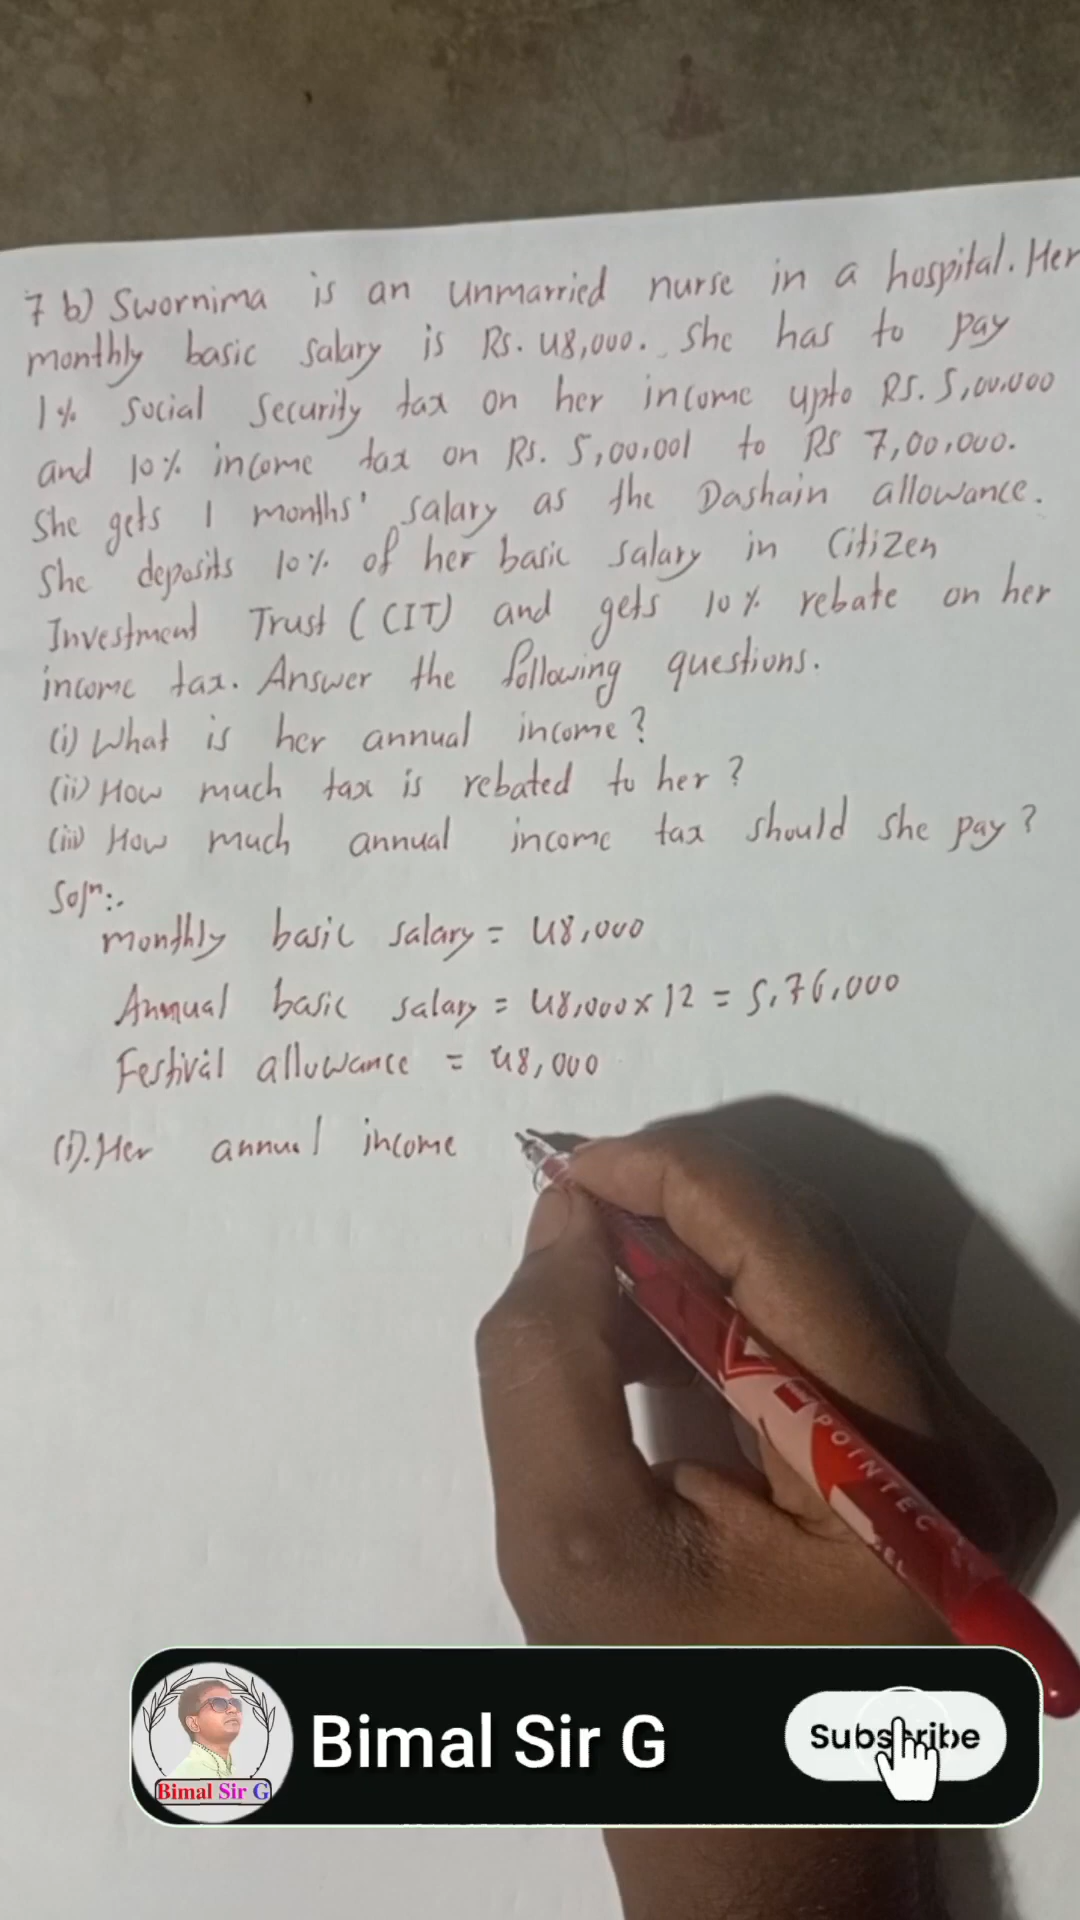 7 b) Swornima is an unmarried nurse in a hospital. Her
monthly basic salary is Rs. 48,000. She has to pay
1% Social Security tax on her income upto Rs. 5,00,000
and 10% income tax on Rs. 5,00,001 to Rs 7,00,000.
She gets 1 months' salary as the Dashain allowance.
She deposits 10% of her basic salary in Citizen
Investment Trust (CIT) and gets 10% rebate on her
income tax. Answer the following questions.
(i) What is her annual income?
(ii) How much tax is rebated to her?
(iii) How much annual income tax should she pay?
Solⁿ:.
monthly basic salary = 48,000
Annual basic salary = 48,000 x 12 = 5,76,000
Festival allowance = 48,000
(i). Her annual income
POINTEC
GEL
Bimal Sir G
Bimal Sir G
Subscribe